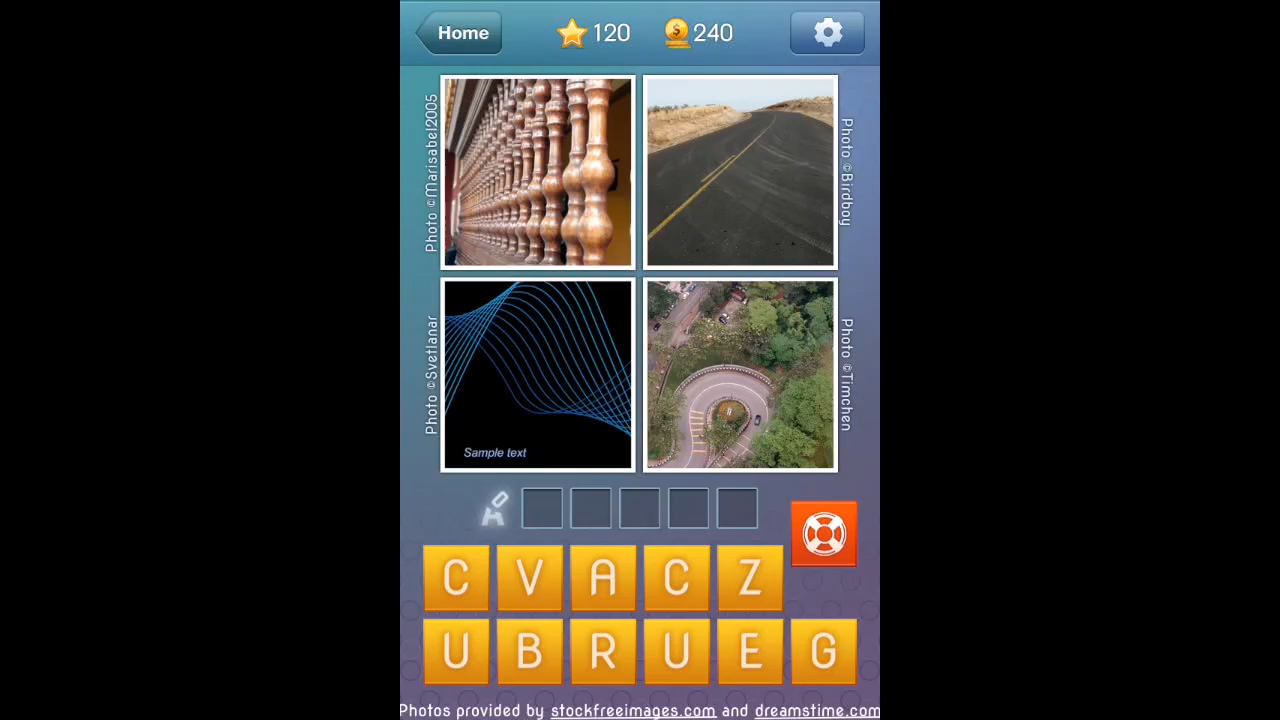 Home 120 240
Photo ©Marisabel2005
Photo ©Birdboy
Photo ©Svetlanar
Sample text
Photo ©Timchen
C V A C Z
U B R U E G
Photos provided by stockfreeimages.com and dreamstime.com